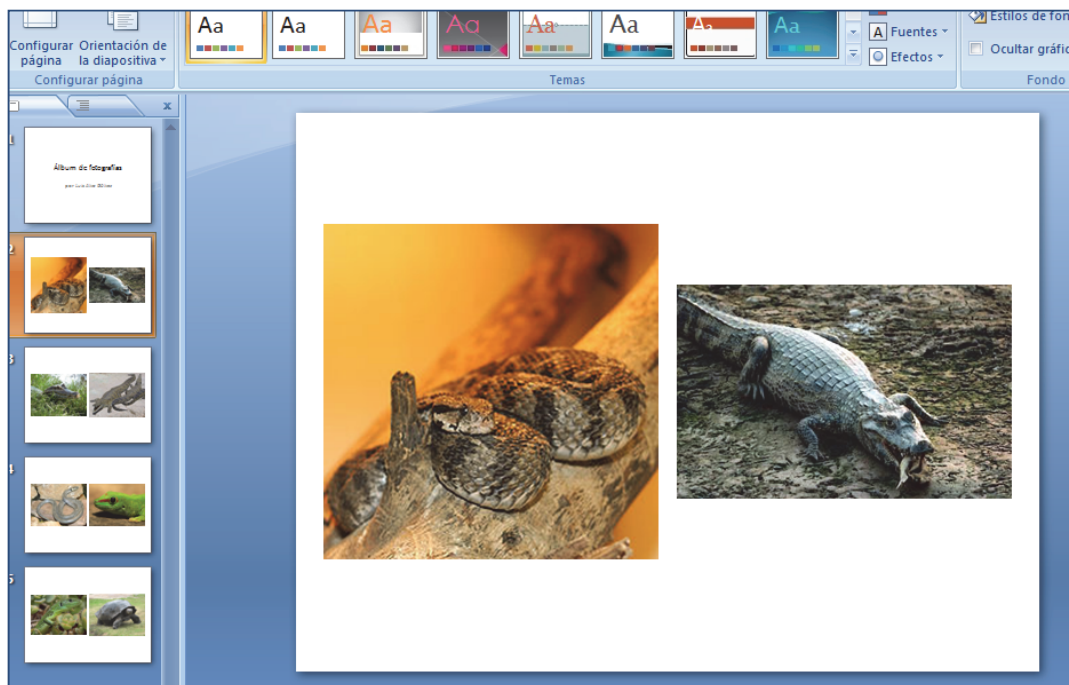 Configurar página
Orientación de la diapositiva
Configurar página
Aa
Aa
Aa
Aa
Aa
Aa
Aa
Aa
Temas
A Fuentes
Efectos
Estilos de fon
Ocultar gráfic
Fondo
Álbum de fotografías
por
2
3
4
5